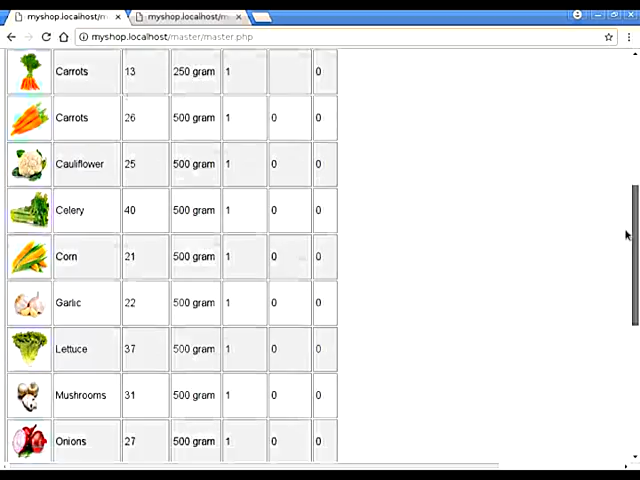 myshop.localhost/m
myshop.localhost/m
myshop.localhost/master/master.php
Carrots 13 250 gram 1 0
Carrots 26 500 gram 1 0 0
Cauliflower 25 500 gram 1 0 0
Celery 40 500 gram 1 0 0
Corn 21 500 gram 1 0 0
Garlic 22 500 gram 1 0 0
Lettuce 37 500 gram 1 0 0
Mushrooms 31 500 gram 1 0 0
Onions 27 500 gram 1 0 0